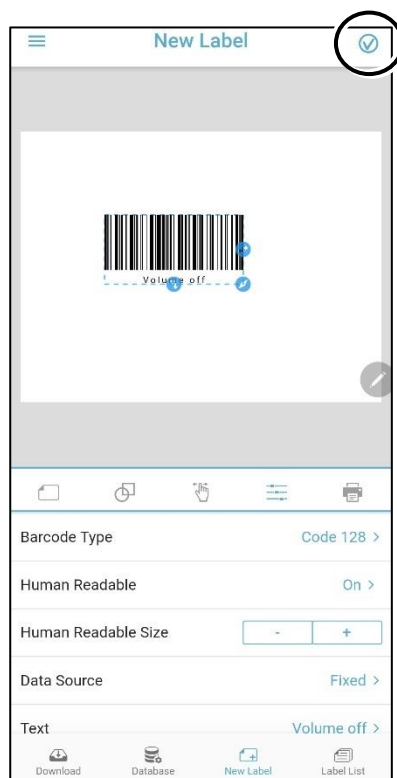 New Label
Volume off
Barcode Type Code 128 >
Human Readable On >
Human Readable Size - +
Data Source Fixed >
Text Volume off >
Download Database New Label Label List